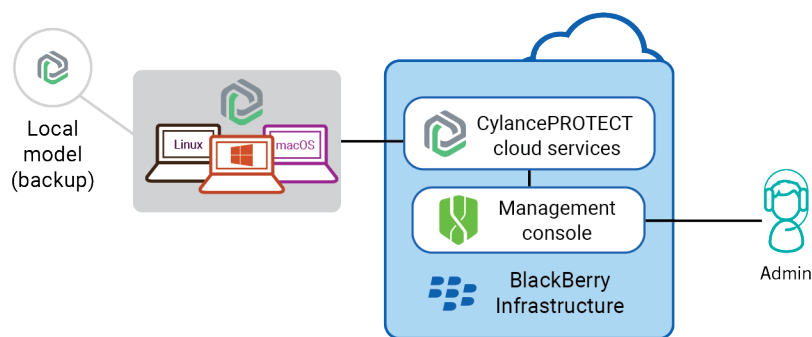 Local
model
(backup)
Linux
macOS
CylancePROTECT
cloud services
Management
console
BlackBerry
Infrastructure
Admin